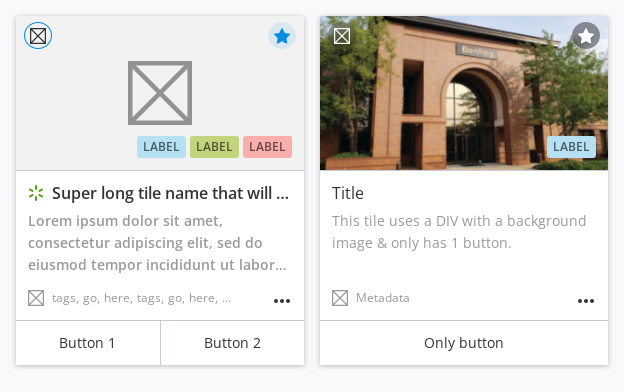 LABEL LABEL LABEL
Super long tile name that will ...
Lorem ipsum dolor sit amet,
consectetur adipiscing elit, sed do
eiusmod tempor incididunt ut labor...
tags, go, here, tags, go, here, ...
Button 1 Button 2
Bentley
LABEL
Title
This tile uses a DIV with a background
image & only has 1 button.
Metadata
Only button